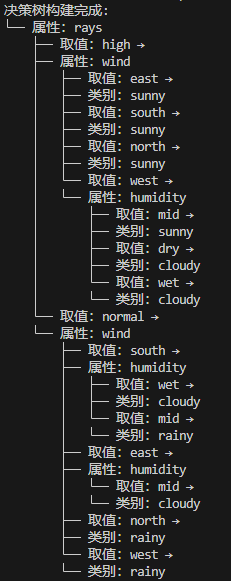 决策树构建完成:
└─ 属性: rays
├─ 取值: high →
├─ 属性: wind
├─ 取值: east →
├─ 类别: sunny
├─ 取值: south →
├─ 类别: sunny
├─ 取值: north →
├─ 类别: sunny
├─ 取值: west →
└─ 属性: humidity
├─ 取值: mid →
├─ 类别: sunny
├─ 取值: dry →
├─ 类别: cloudy
├─ 取值: wet →
└─ 类别: cloudy
├─ 取值: normal →
└─ 属性: wind
├─ 取值: south →
├─ 属性: humidity
├─ 取值: wet →
├─ 类别: cloudy
├─ 取值: mid →
└─ 类别: rainy
├─ 取值: east →
├─ 属性: humidity
├─ 取值: mid →
└─ 类别: cloudy
├─ 取值: north →
├─ 类别: rainy
├─ 取值: west →
└─ 类别: rainy